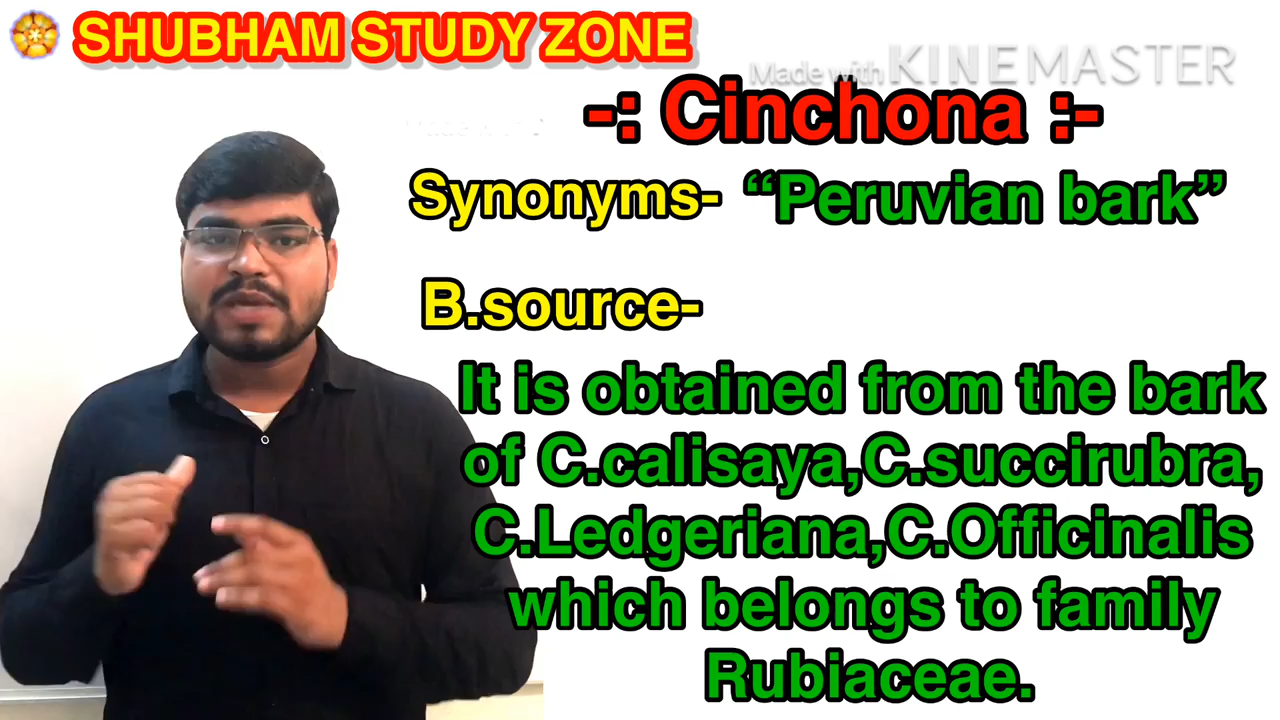 SHUBHAM STUDY ZONE
Made with KINEMASTER
-: Cinchona :-
Synonyms- “Peruvian bark”
B.source-
It is obtained from the bark
of C.calisaya,C.succirubra,
C.Ledgeriana,C.Officinalis
which belongs to family
Rubiaceae.